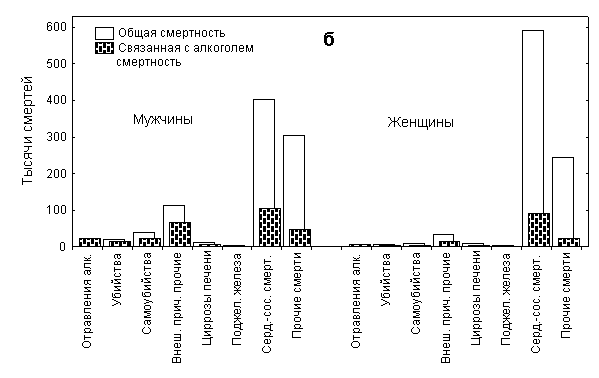 600
500
400
300
200
100
0
Тысячи смертей
Общая смертность
Связанная с алкоголем
смертность
б
Мужчины
Женщины
Отравления алк.
Убийства
Самоубийства
Внеш. прич. прочие
Циррозы печени
Поджел. железа
Серд.-сос. смерт.
Прочие смерти
Отравления алк.
Убийства
Самоубийства
Внеш. прич. прочие
Циррозы печени
Поджел. железа
Серд.-сос. смерт.
Прочие смерти